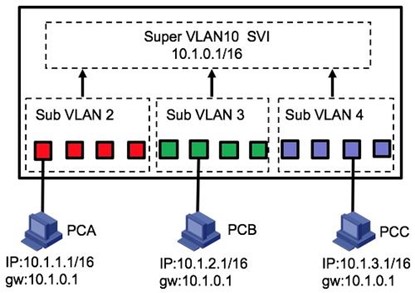 Super VLAN10 SVI
10.1.0.1/16
Sub VLAN 2
Sub VLAN 3
Sub VLAN 4
PCA
PCB
PCC
IP:10.1.1.1/16
gw:10.1.0.1
IP:10.1.2.1/16
gw:10.1.0.1
IP:10.1.3.1/16
gw:10.1.0.1